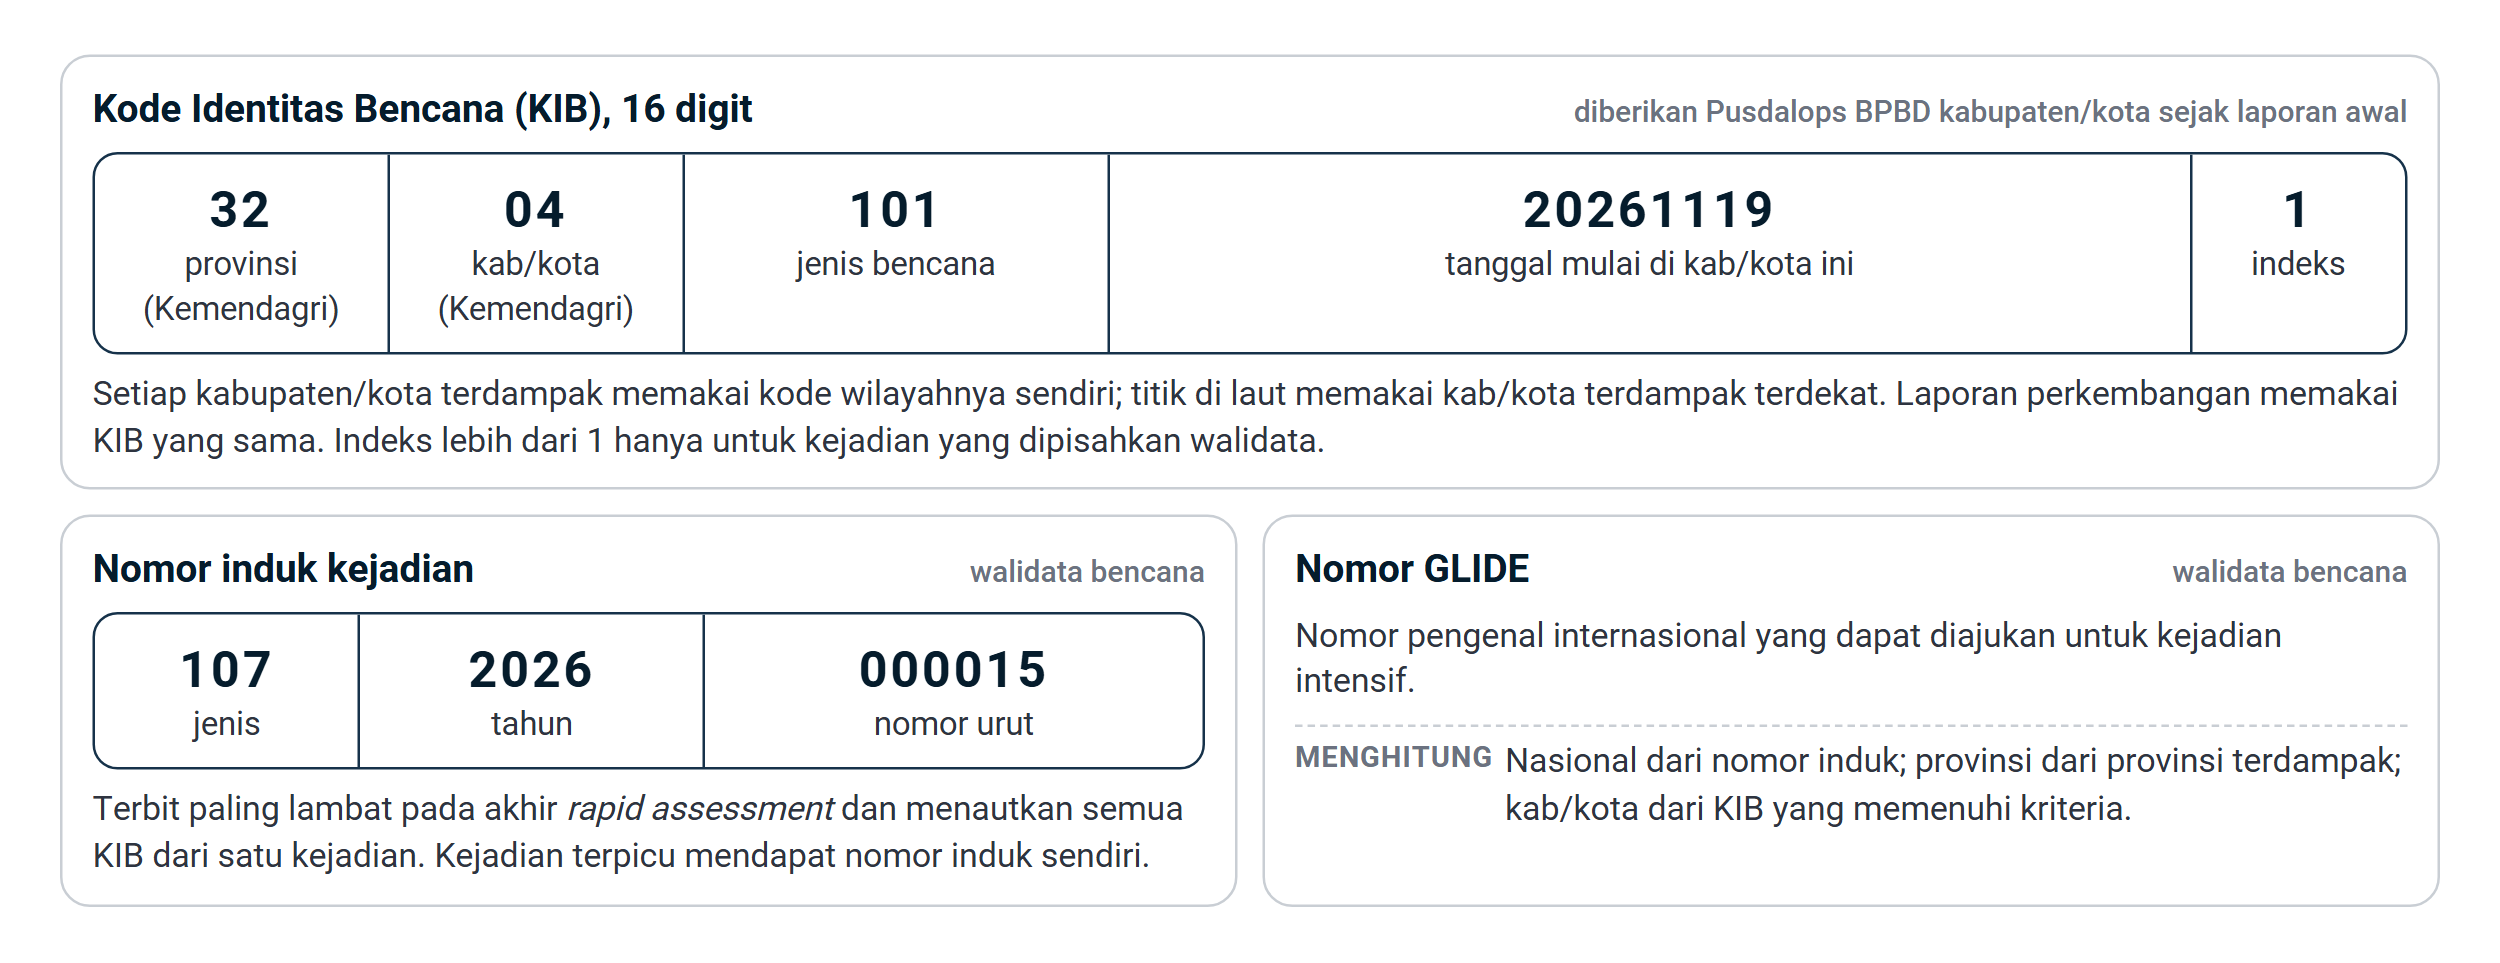 Kode Identitas Bencana (KIB), 16 digit
diberikan Pusdalops BPBD kabupaten/kota sejak laporan awal
32
provinsi
(Kemendagri)
04
kab/kota
(Kemendagri)
101
jenis bencana
20261119
tanggal mulai di kab/kota ini
1
indeks
Setiap kabupaten/kota terdampak memakai kode wilayahnya sendiri; titik di laut memakai kab/kota terdampak terdekat. Laporan perkembangan memakai
KIB yang sama. Indeks lebih dari 1 hanya untuk kejadian yang dipisahkan walidata.
Nomor induk kejadian
walidata bencana
107
jenis
2026
tahun
000015
nomor urut
Terbit paling lambat pada akhir rapid assessment dan menautkan semua
KIB dari satu kejadian. Kejadian terpicu mendapat nomor induk sendiri.
Nomor GLIDE
walidata bencana
Nomor pengenal internasional yang dapat diajukan untuk kejadian
intensif.
MENGHITUNG Nasional dari nomor induk; provinsi dari provinsi terdampak;
kab/kota dari KIB yang memenuhi kriteria.